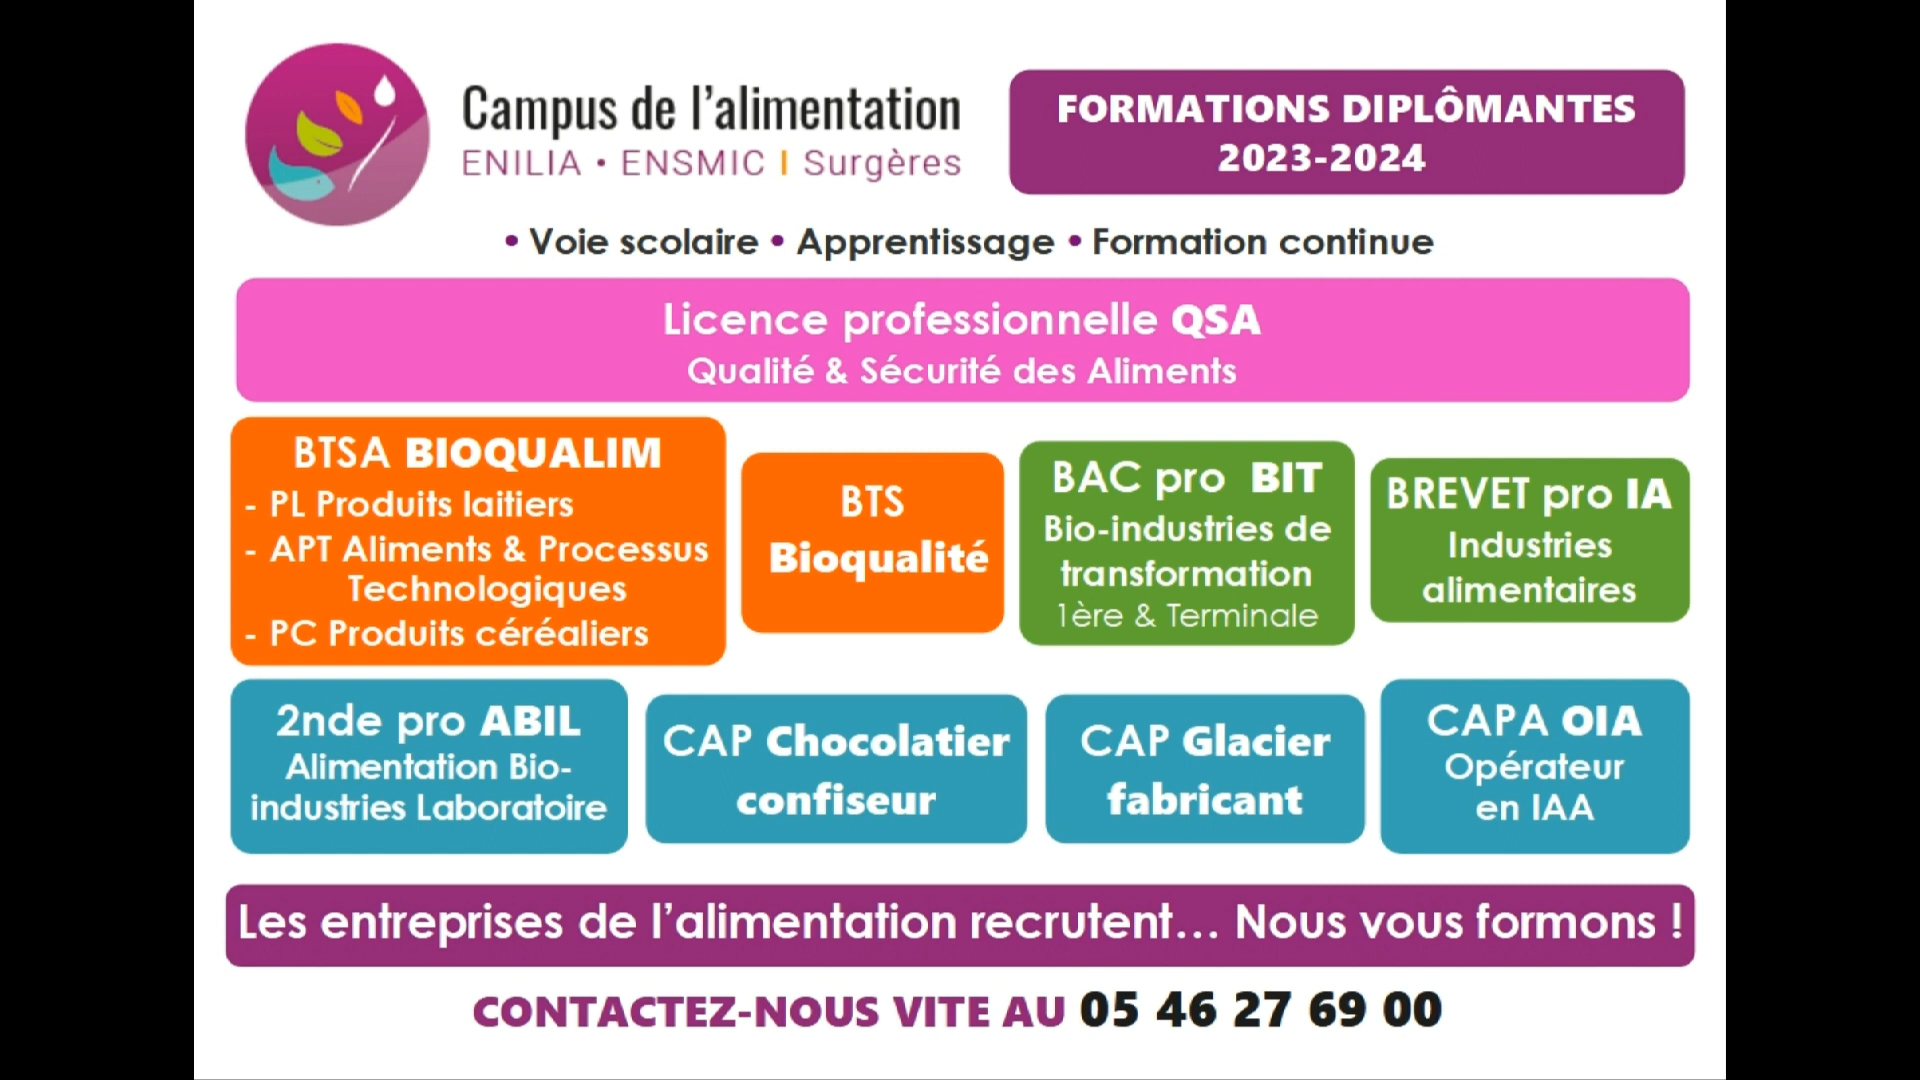 Campus de l'alimentation
ENILIA • ENSMIC I Surgères
FORMATIONS DIPLÔMANTES
2023-2024
• Voie scolaire • Apprentissage • Formation continue
Licence professionnelle QSA
Qualité & Sécurité des Aliments
BTSA BIOQUALIM
- PL Produits laitiers
- APT Aliments & Processus
Technologiques
- PC Produits céréaliers
BTS
Bioqualité
BAC pro BIT
Bio-industries de
transformation
1ère & Terminale
BREVET pro IA
Industries
alimentaires
2nde pro ABIL
Alimentation Bio-
industries Laboratoire
CAP Chocolatier
confiseur
CAP Glacier
fabricant
CAPA OIA
Opérateur
en IAA
Les entreprises de l'alimentation recrutent... Nous vous formons !
CONTACTEZ-NOUS VITE AU 05 46 27 69 00